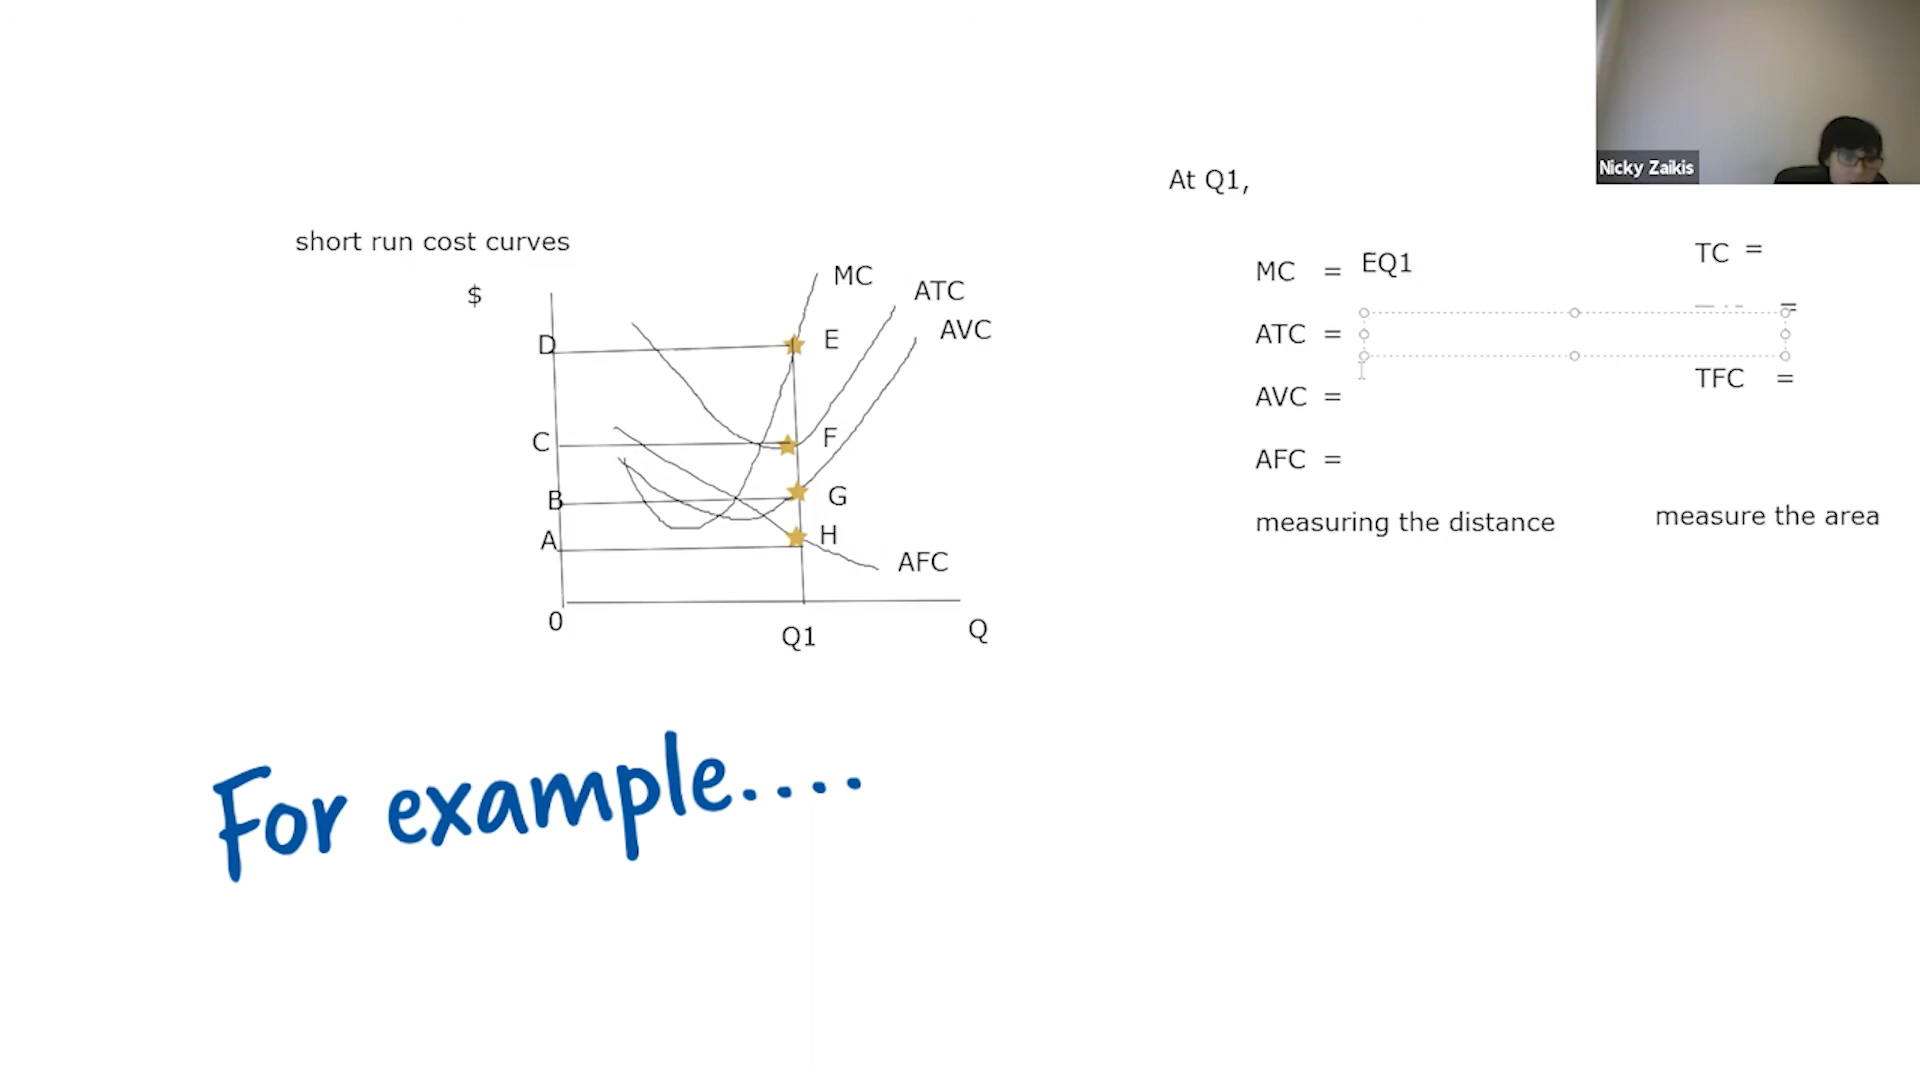 Nicky Zaikis
At Q1,
short run cost curves
$
MC
ATC
AVC
D
E
C
F
B
G
A
H
AFC
0
Q1
Q
MC = EQ1
TC =
ATC =
=
TFC =
AVC =
AFC =
measuring the distance
measure the area
For example....